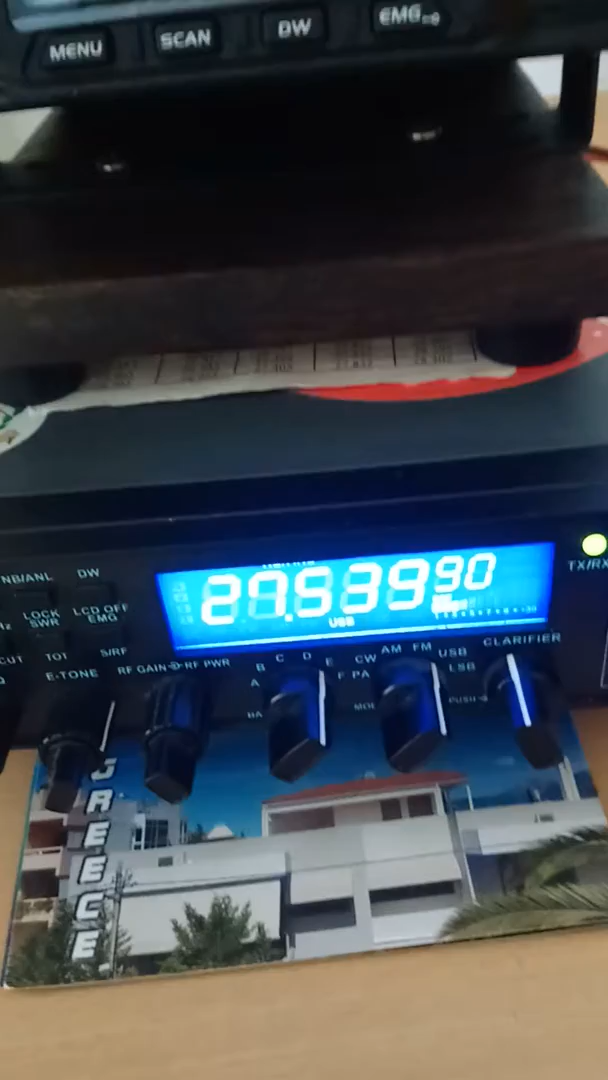 MENU SCAN DW EMG
NB/ANL DW
LOCK LCD OFF
SWR EMG
TOT S/RF
E-TONE RF GAIN RF PWR
27.53990
USB
TX/RX
A B C D E F
CW AM FM USB
PA LSB
CLARIFIER
PUSH
GREECE